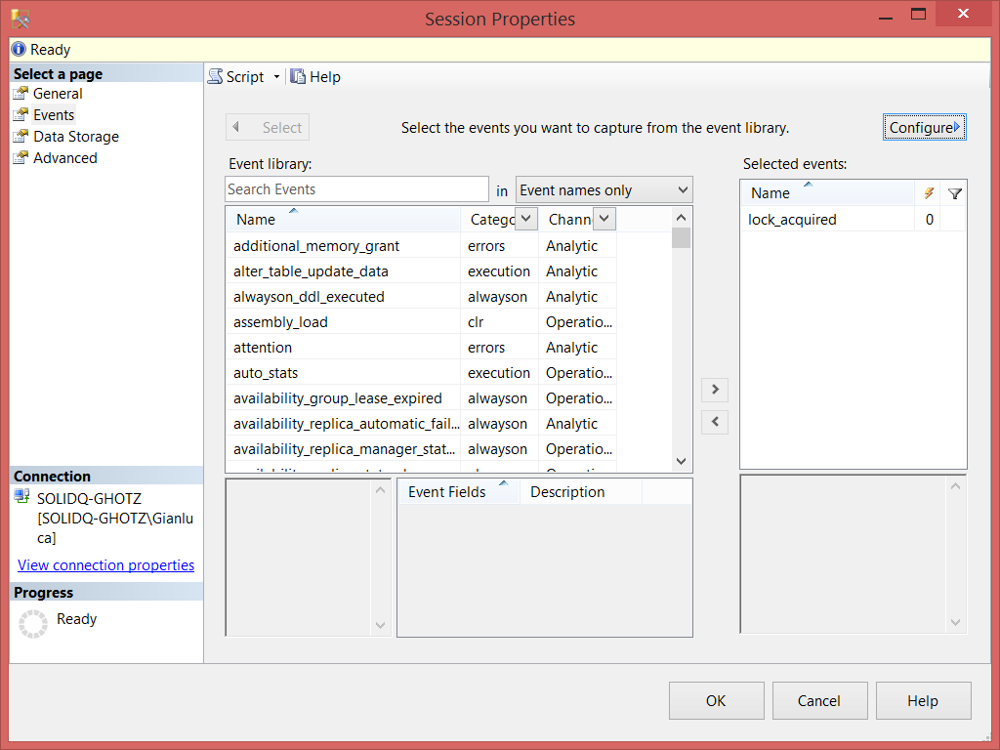 Session Properties
Ready
Select a page
General
Events
Data Storage
Advanced
Script
Help
Select
Select the events you want to capture from the event library.
Configure
Event library:
Search Events
in
Event names only
Name Catego Chann
additional_memory_grant errors Analytic
alter_table_update_data execution Analytic
alwayson_ddl_executed alwayson Analytic
assembly_load clr Operatio...
attention errors Analytic
auto_stats execution Operatio...
availability_group_lease_expired alwayson Operatio...
availability_replica_automatic_fail... alwayson Analytic
availability_replica_manager_stat... alwayson Operatio...
Selected events:
Name
lock_acquired 0
Event Fields Description
Connection
SOLIDQ-GHOTZ
[SOLIDQ-GHOTZ\Gianlu
ca]
View connection properties
Progress
Ready
OK
Cancel
Help